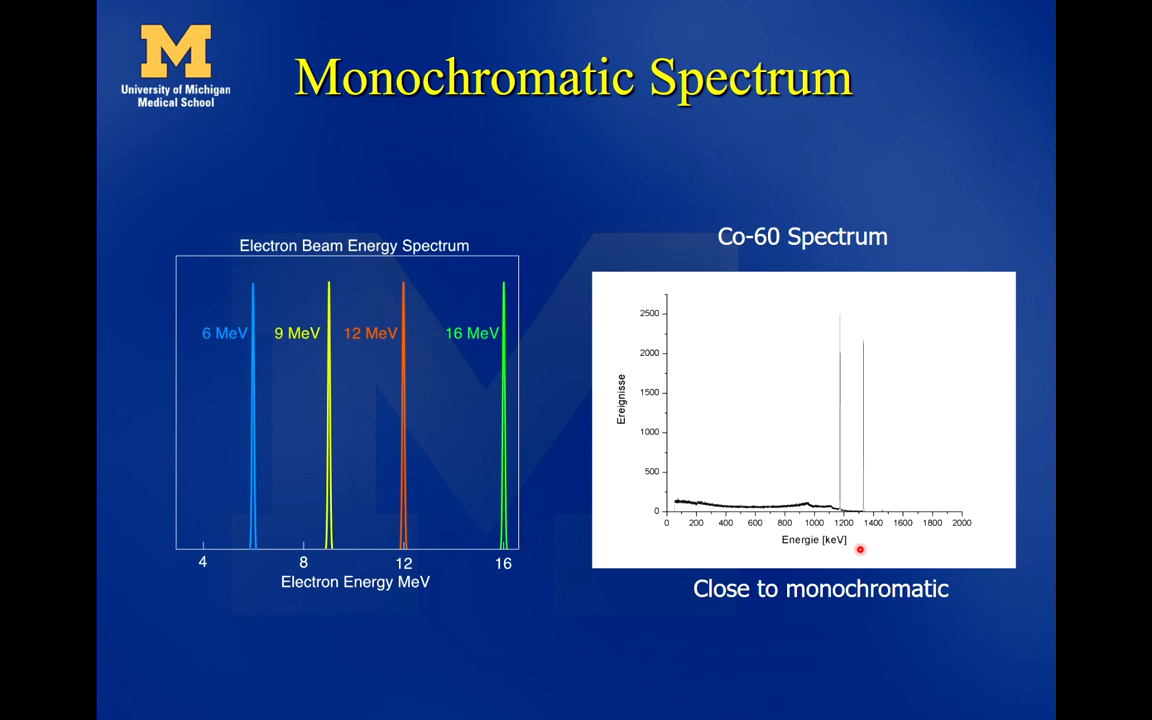 M
University of Michigan
Medical School
Monochromatic Spectrum
Electron Beam Energy Spectrum
6 MeV
9 MeV
12 MeV
16 MeV
4
8
12
16
Electron Energy MeV
Co-60 Spectrum
2500
2000
1500
1000
500
0
Ereignisse
0
200
400
600
800
1000
1200
1400
1600
1800
2000
Energie [keV]
Close to monochromatic